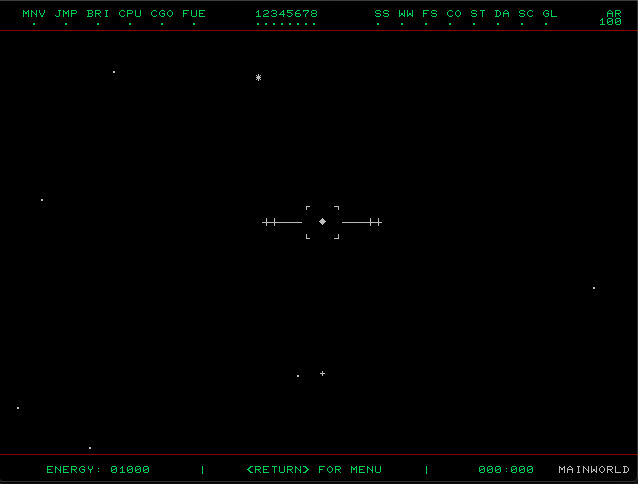 MNV JMP BRI CPU CGO FUE 12345678 SS WW FS CO ST DA SC GL AR
100
ENERGY: 01000 | <RETURN> FOR MENU | 000:000 MAINWORLD